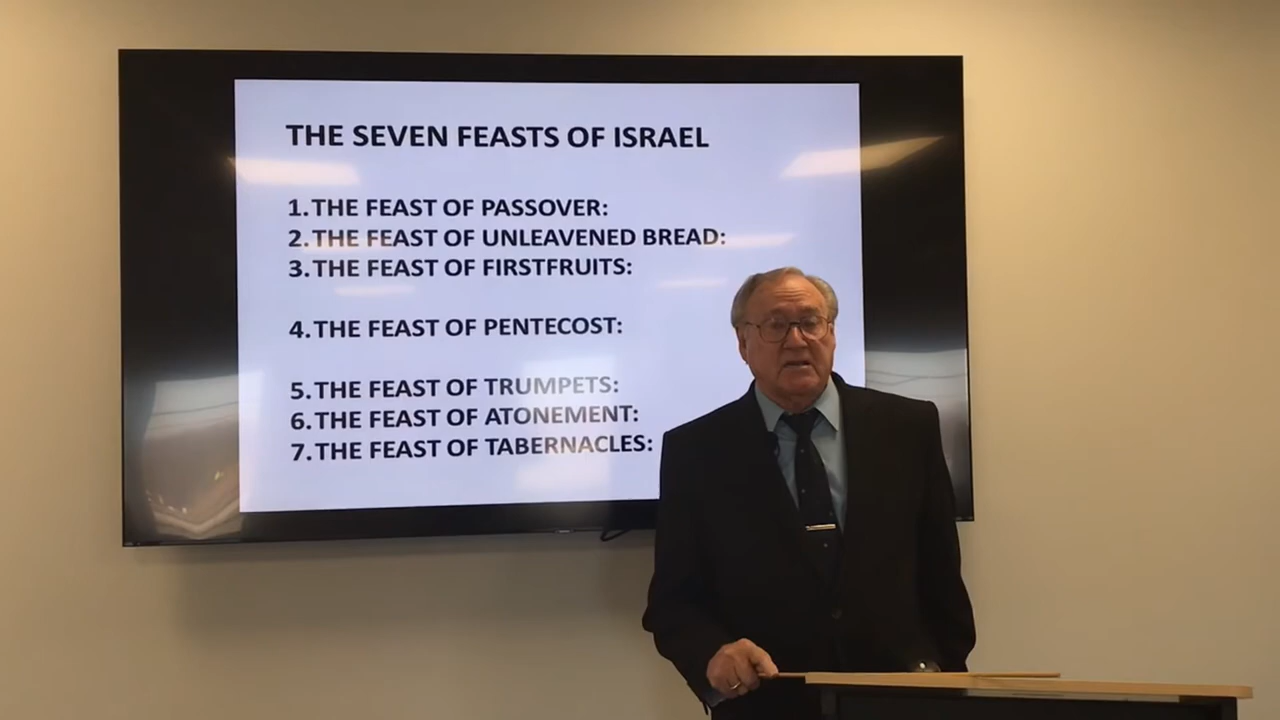 THE SEVEN FEASTS OF ISRAEL
1. THE FEAST OF PASSOVER:
2. THE FEAST OF UNLEAVENED BREAD:
3. THE FEAST OF FIRSTFRUITS:
4. THE FEAST OF PENTECOST:
5. THE FEAST OF TRUMPETS:
6. THE FEAST OF ATONEMENT:
7. THE FEAST OF TABERNACLES: